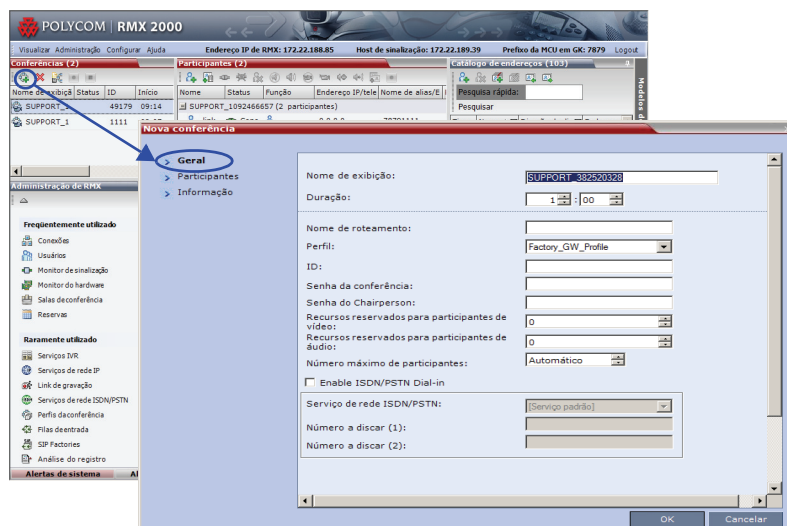 POLYCOM | RMX 2000
Visualizar Administração Configurar Ajuda Endereço IP de RMX: 172.22.188.85 Host de sinalização: 172.22.189.39 Prefixo da MCU em GK: 7879 Logout
Conferências (2) Participantes (2) Catálogo de endereços (103)
Nome de exibiçã Status ID Início Nome Status Função Endereço IP/tele Nome de alias/E Pesquisa rápida:
SUPPORT_1 49179 09:14 SUPPORT_1092466657 (2 participantes) Pesquisar
SUPPORT_1 1111
Modelos d
Nova conferência
Geral
Participantes
Informação
Nome de exibição: SUPPORT_382520328
Duração: 1 : 00
Nome de roteamento:
Perfil: Factory_GW_Profile
ID:
Senha da conferência:
Senha do Chairperson:
Recursos reservados para participantes de vídeo: 0
Recursos reservados para participantes de áudio: 0
Número máximo de participantes: Automático
Enable ISDN/PSTN Dial-in
Serviço de rede ISDN/PSTN: [Serviço padrão]
Número a discar (1):
Número a discar (2):
OK Cancelar
Administração de RMX
Freqüentemente utilizado
Conexões
Usuários
Monitor de sinalização
Monitor do hardware
Salas de conferência
Reservas
Raramente utilizado
Serviços IVR
Serviços de rede IP
Link de gravação
Serviços de rede ISDN/PSTN
Perfis da conferência
Filas de entrada
SIP Factories
Análise do registro
Alertas de sistema Al